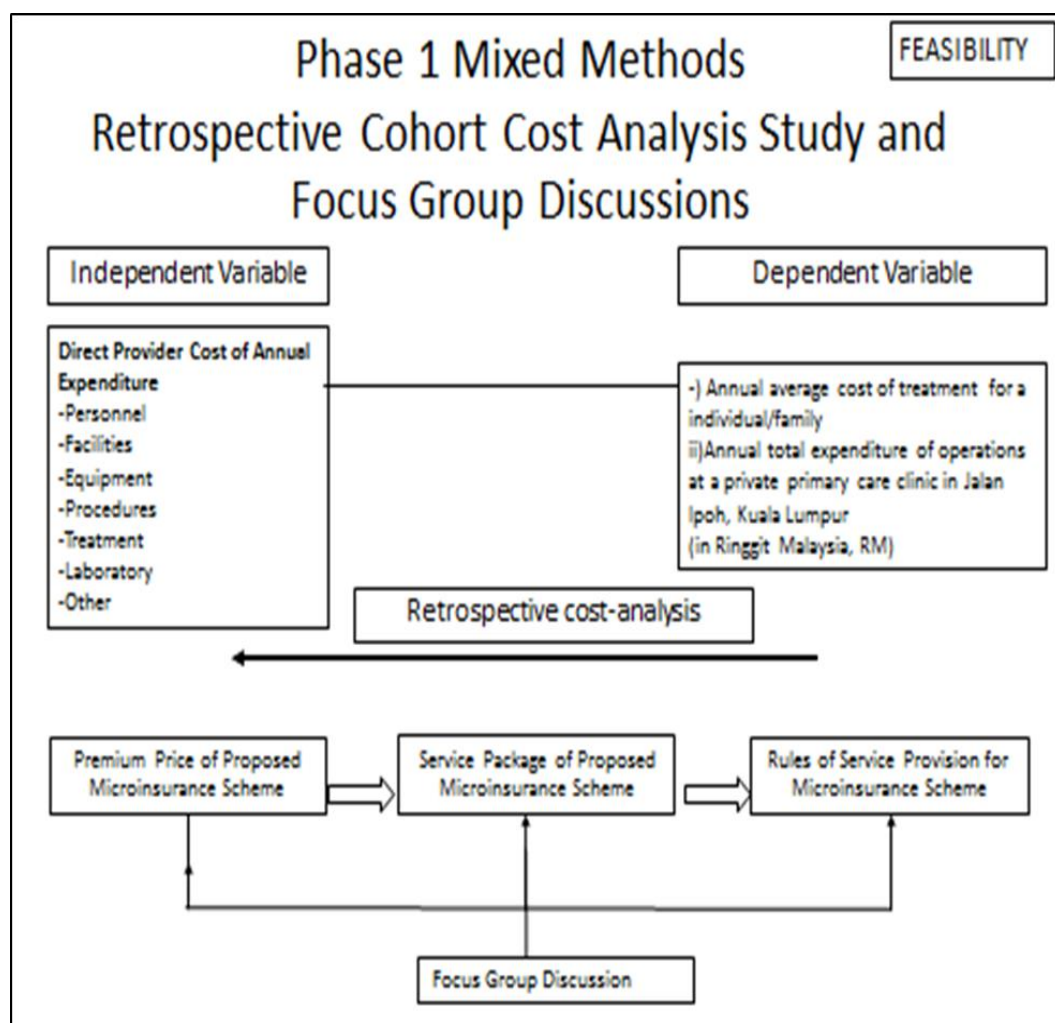 FEASIBILITY
Phase 1 Mixed Methods
Retrospective Cohort Cost Analysis Study and
Focus Group Discussions
Independent Variable
Dependent Variable
Direct Provider Cost of Annual
Expenditure
-Personnel
-Facilities
-Equipment
-Procedures
-Treatment
-Laboratory
-Other
-) Annual average cost of treatment for a
individual/family
ii)Annual total expenditure of operations
at a private primary care clinic in Jalan
Ipoh, Kuala Lumpur
(in Ringgit Malaysia, RM)
Retrospective cost-analysis
Premium Price of Proposed
Microinsurance Scheme
Service Package of Proposed
Microinsurance Scheme
Rules of Service Provision for
Microinsurance Scheme
Focus Group Discussion